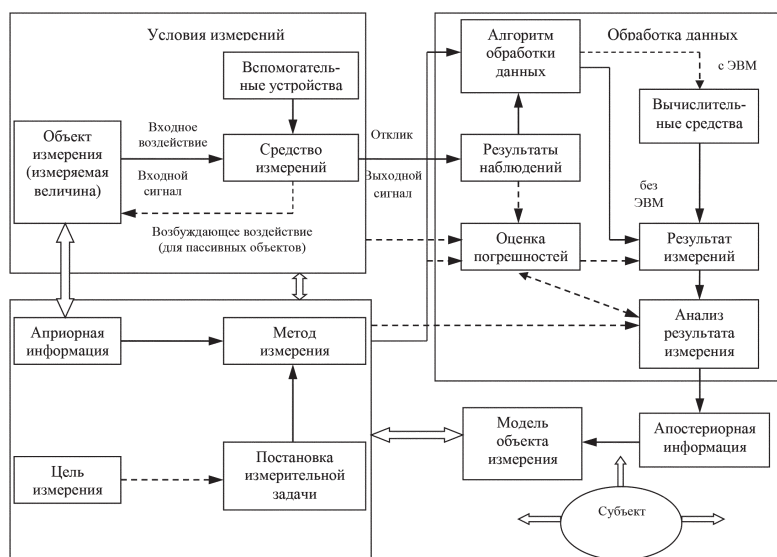 Условия измерений
Вспомогатель-
ные устройства
Объект
измерения
(измеряемая
величина)
Входное
воздействие
Входной
сигнал
Средство
измерений
Отклик
Выходной
сигнал
Возбуждающее воздействие
(для пассивных объектов)
Обработка данных
Алгоритм
обработки
данных
с ЭВМ
Вычислитель-
ные средства
Результаты
наблюдений
без
ЭВМ
Оценка
погрешностей
Результат
измерений
Анализ
результата
измерения
Априорная
информация
Метод
измерения
Цель
измерения
Постановка
измерительной
задачи
Модель
объекта
измерения
Апостериорная
информация
Субъект